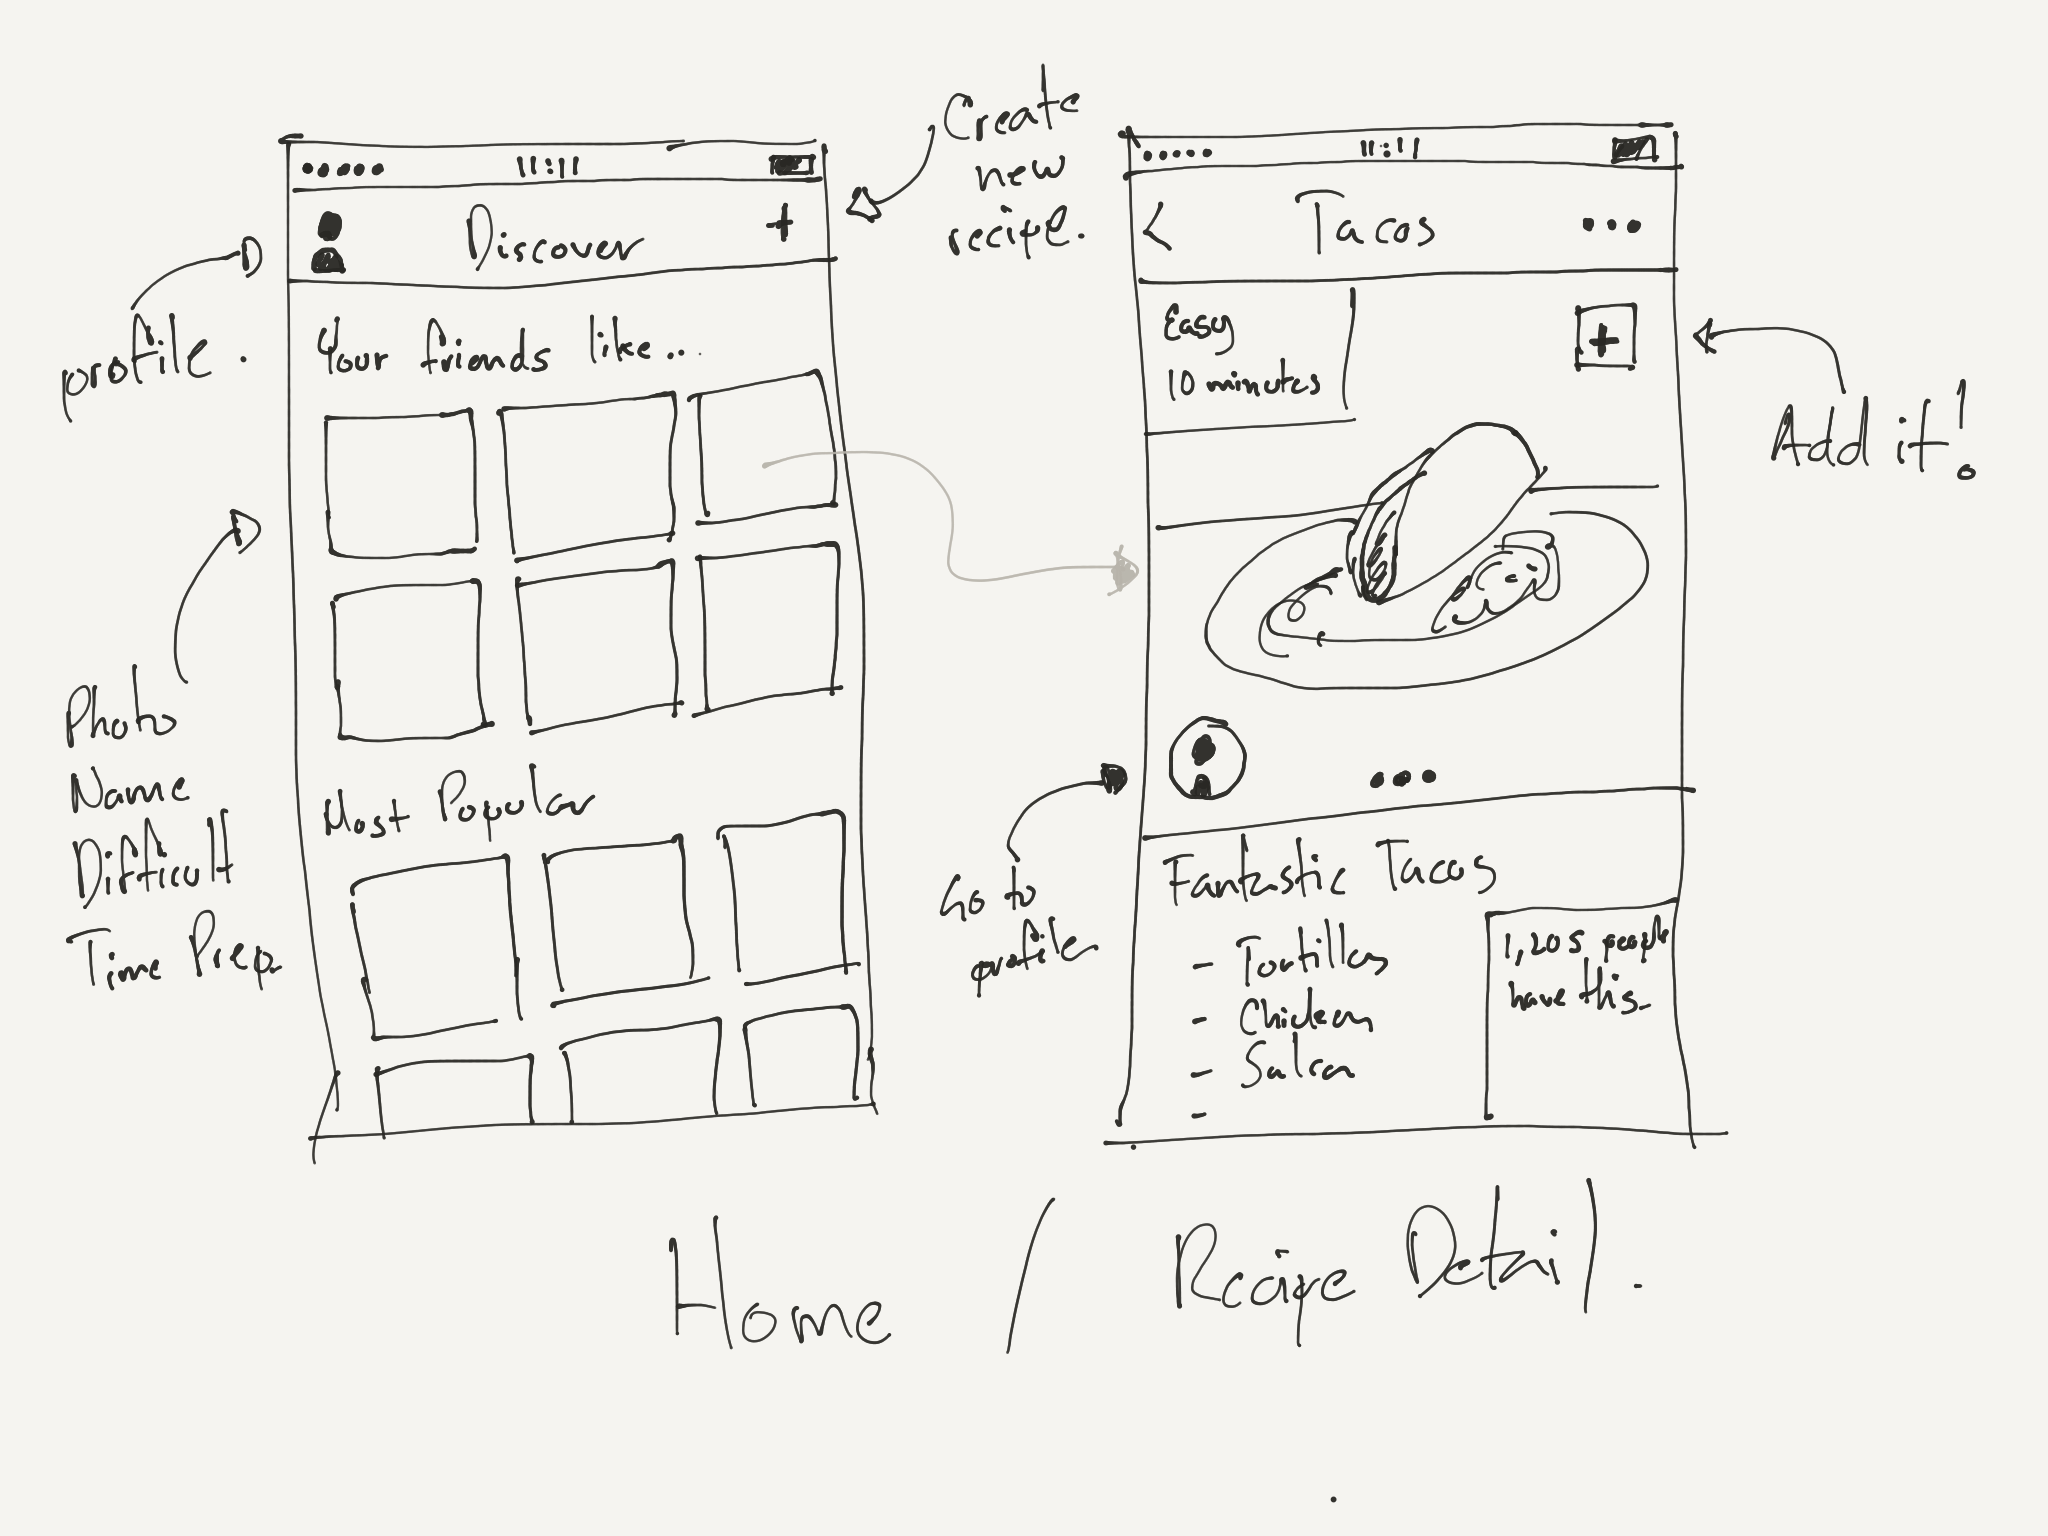 Create
new
recipe.
11:11
Discover +
profile.
Your friends like...
Photo
Name
Difficult
Time Prep.
Most Popular
11:11
< Tacos
Easy
10 minutes
+
Add it!
Go to
profile
Fantastic Tacos
- Tortillas
- Chicken
- Salsa
-
1,205 people
have this.
Home / Recipe Detail.